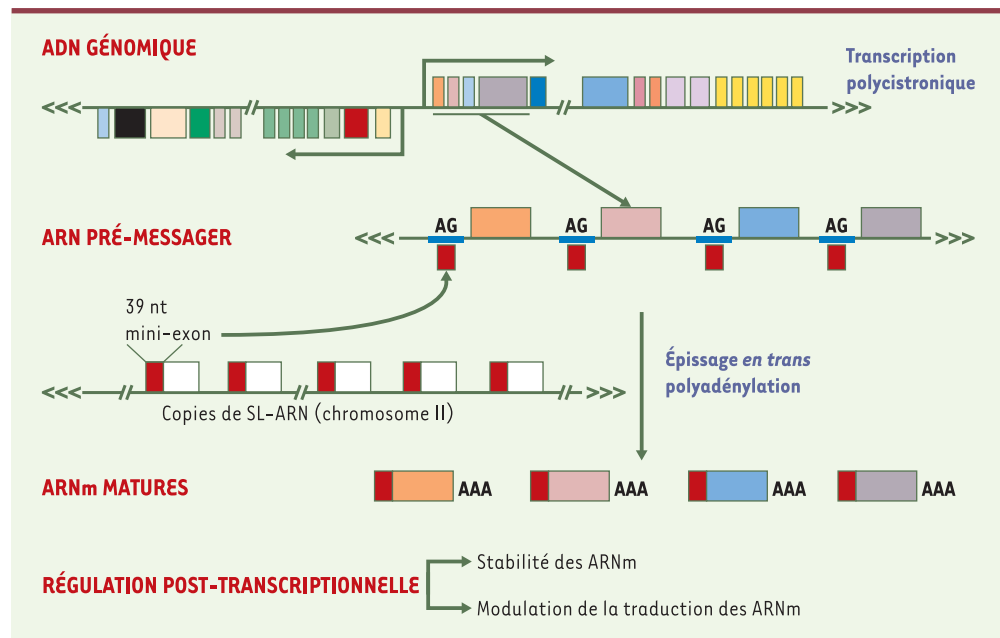 ADN GÉNOMIQUE
Transcription
polycistronique
<<<
>>>
ARN PRÉ-MESSAGER
AG
AG
AG
AG
<<<
>>>
39 nt
mini-exon
Épissage en trans
polyadénylation
<<<
>>>
Copies de SL-ARN (chromosome II)
ARNm MATURES
AAA
AAA
AAA
AAA
Stabilité des ARNm
RÉGULATION POST-TRANSCRIPTIONNELLE
Modulation de la traduction des ARNm